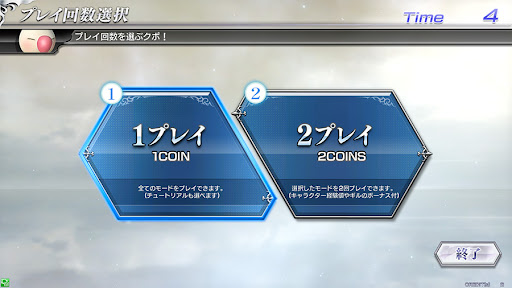 プレイ回数選択
Time 4
プレイ回数を選ぶクポ！
1
1プレイ
1COIN
全てのモードをプレイできます。
(チュートリアルも選べます)
2
2プレイ
2COINS
選択したモードを2回プレイできます。
(キャラクター経験値やギルのボーナス付)
終了